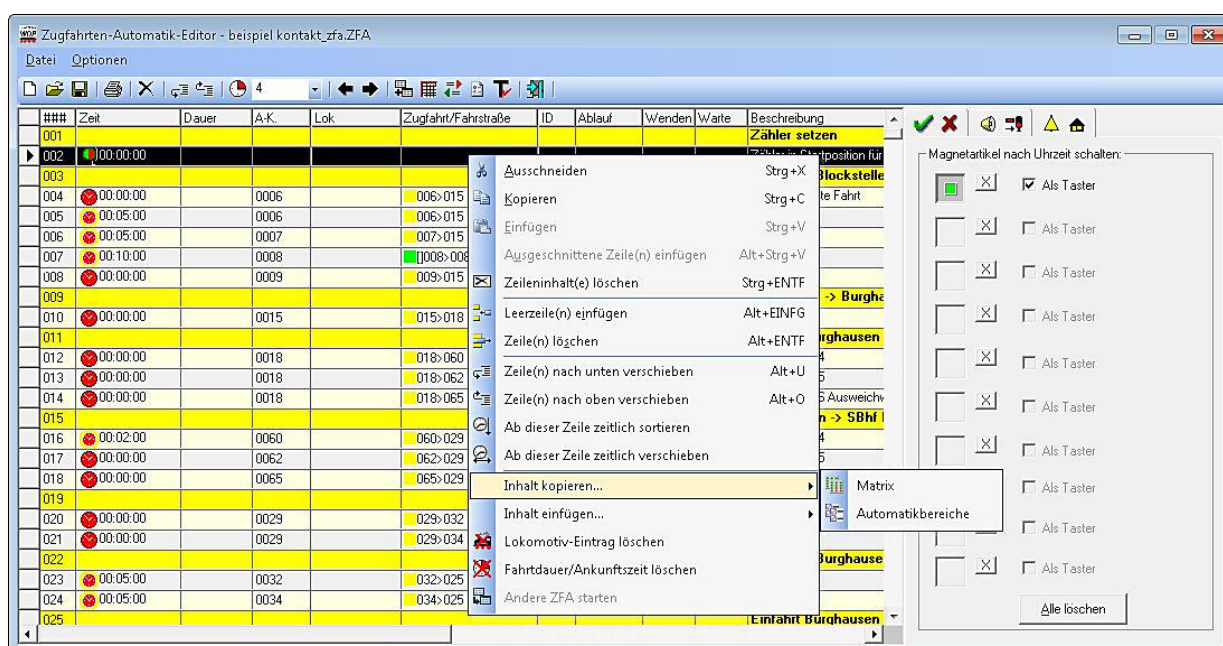 WDP Zugfahrten-Automatik-Editor - beispiel kontakt_zfa.ZFA
Datei Optionen
4
### Zeit Dauer A-K. Lok Zugfahrt/Fahrstraße ID Ablauf Wenden Warte Beschreibung
001 Zähler setzen
002 00:00:00
003 Blockstelle
004 00:00:00 0006 006>015 te Fahrt
005 00:05:00 0006 006>015
006 00:05:00 0007 007>015
007 00:10:00 0008 []008>008
008 00:00:00 0009 009>015
009 -> Burgha
010 00:00:00 0015 015>018
011 rghausen
012 00:00:00 0018 018>060 4
013 00:00:00 0018 018>062 5
014 00:00:00 0018 018>065 S Ausweichw
015 n -> SBhf
016 00:02:00 0060 060>029 4
017 00:00:00 0062 062>029 5
018 00:00:00 0065 065>029
019
020 00:00:00 0029 029>032
021 00:00:00 0029 029>034
022 Burghause
023 00:05:00 0032 032>025
024 00:05:00 0034 034>025
025 Einfahrt Burghausen
Ausschneiden Strg+X
Kopieren Strg+C
Einfügen Strg+V
Ausgeschnittene Zeile(n) einfügen Alt+Strg+V
Zeileninhalt(e) löschen Strg+ENTF
Leerzeile(n) einfügen Alt+EINFG
Zeile(n) löschen Alt+ENTF
Zeile(n) nach unten verschieben Alt+U
Zeile(n) nach oben verschieben Alt+O
Ab dieser Zeile zeitlich sortieren
Ab dieser Zeile zeitlich verschieben
Inhalt kopieren...
Inhalt einfügen...
Lokomotiv-Eintrag löschen
Fahrtdauer/Ankunftszeit löschen
Andere ZFA starten
Matrix
Automatikbereiche
Magnetartikel nach Uhrzeit schalten:
X Als Taster
X Als Taster
X Als Taster
X Als Taster
X Als Taster
X Als Taster
X Als Taster
Als Taster
Als Taster
X Als Taster
Alle löschen